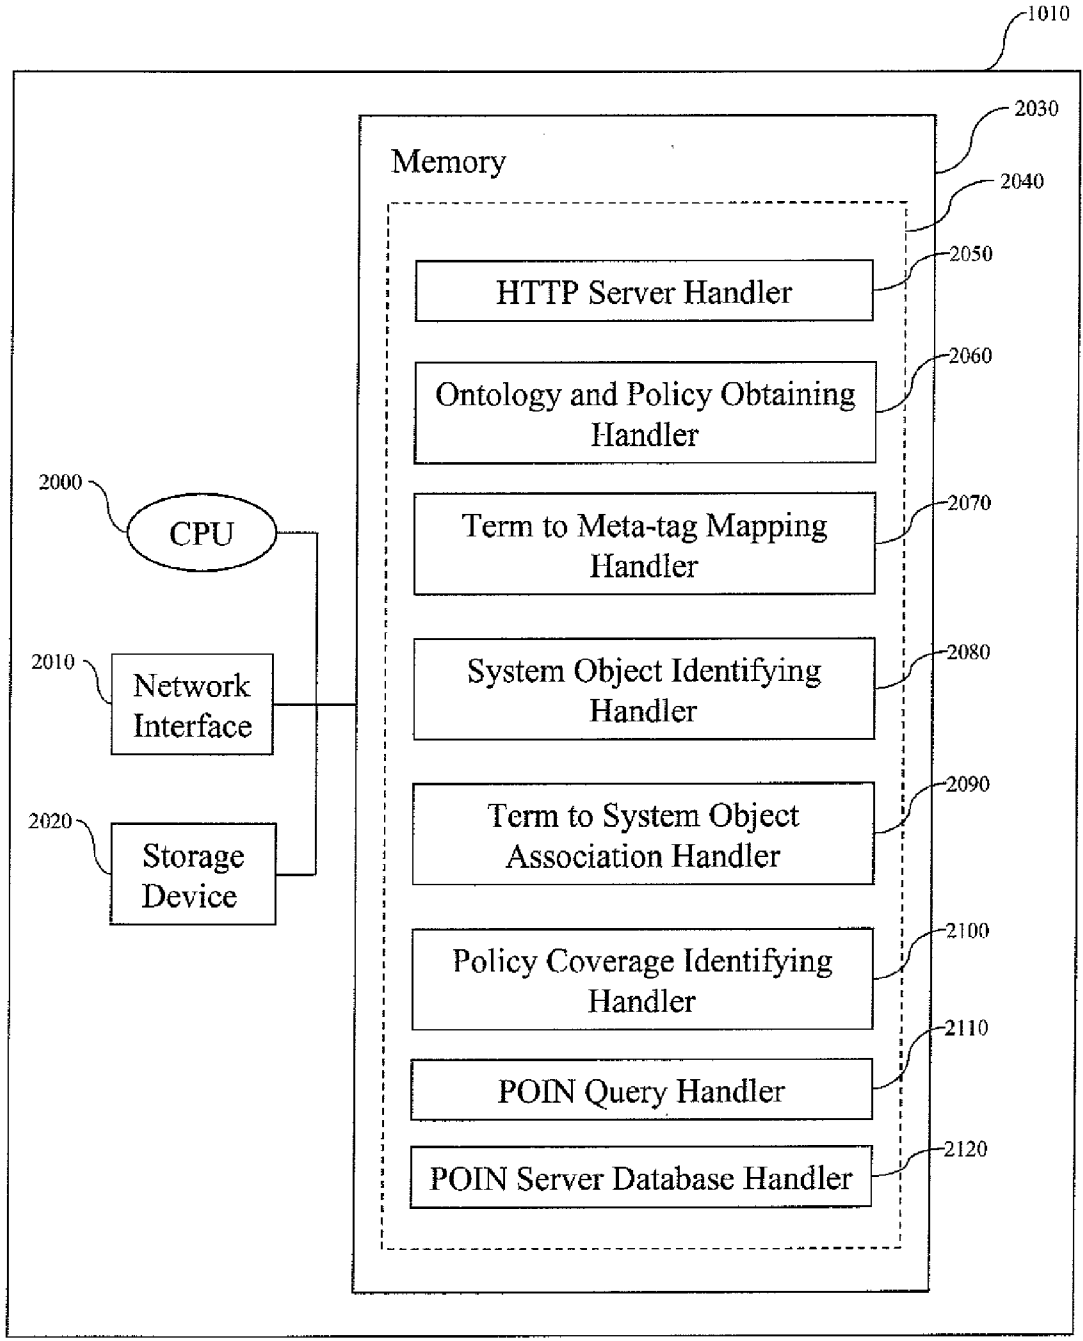 1010
2030
Memory
2040
2050
HTTP Server Handler
2060
Ontology and Policy Obtaining
Handler
2000
CPU
2070
Term to Meta-tag Mapping
Handler
2010
Network
Interface
2080
System Object Identifying
Handler
2020
Storage
Device
2090
Term to System Object
Association Handler
2100
Policy Coverage Identifying
Handler
2110
POIN Query Handler
2120
POIN Server Database Handler